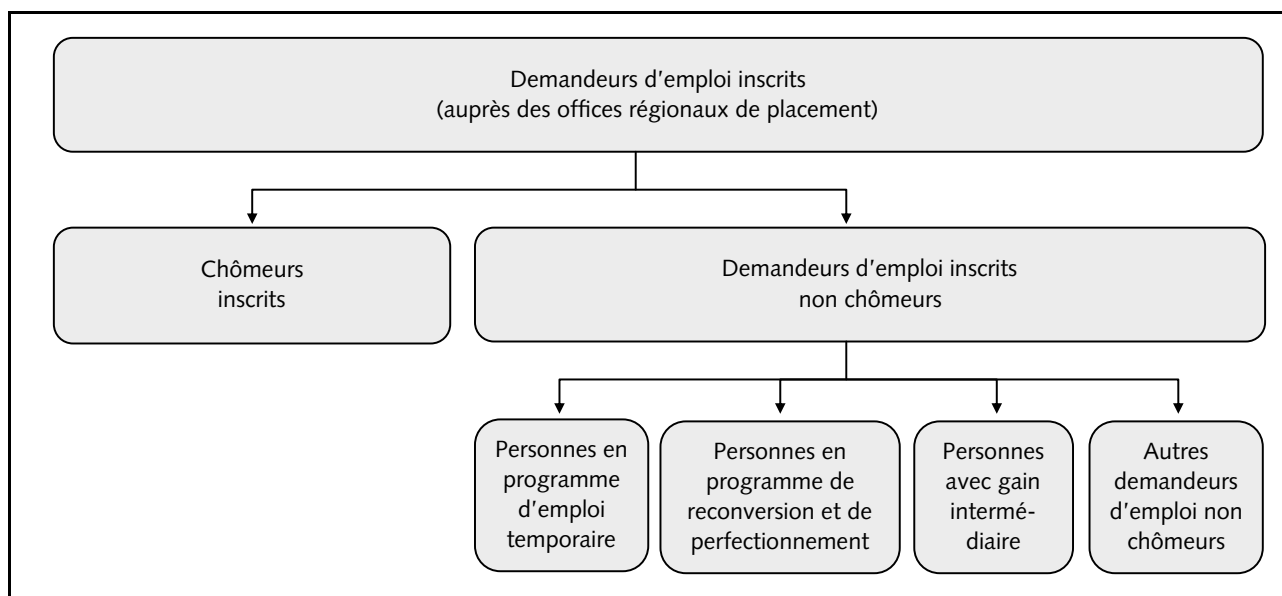 Demandeurs d'emploi inscrits
(auprès des offices régionaux de placement)
Chômeurs
inscrits
Demandeurs d'emploi inscrits
non chômeurs
Personnes en
programme
d'emploi
temporaire
Personnes en
programme de
reconversion et de
perfectionnement
Personnes
avec gain
intermé-
diaire
Autres
demandeurs
d'emploi non
chômeurs